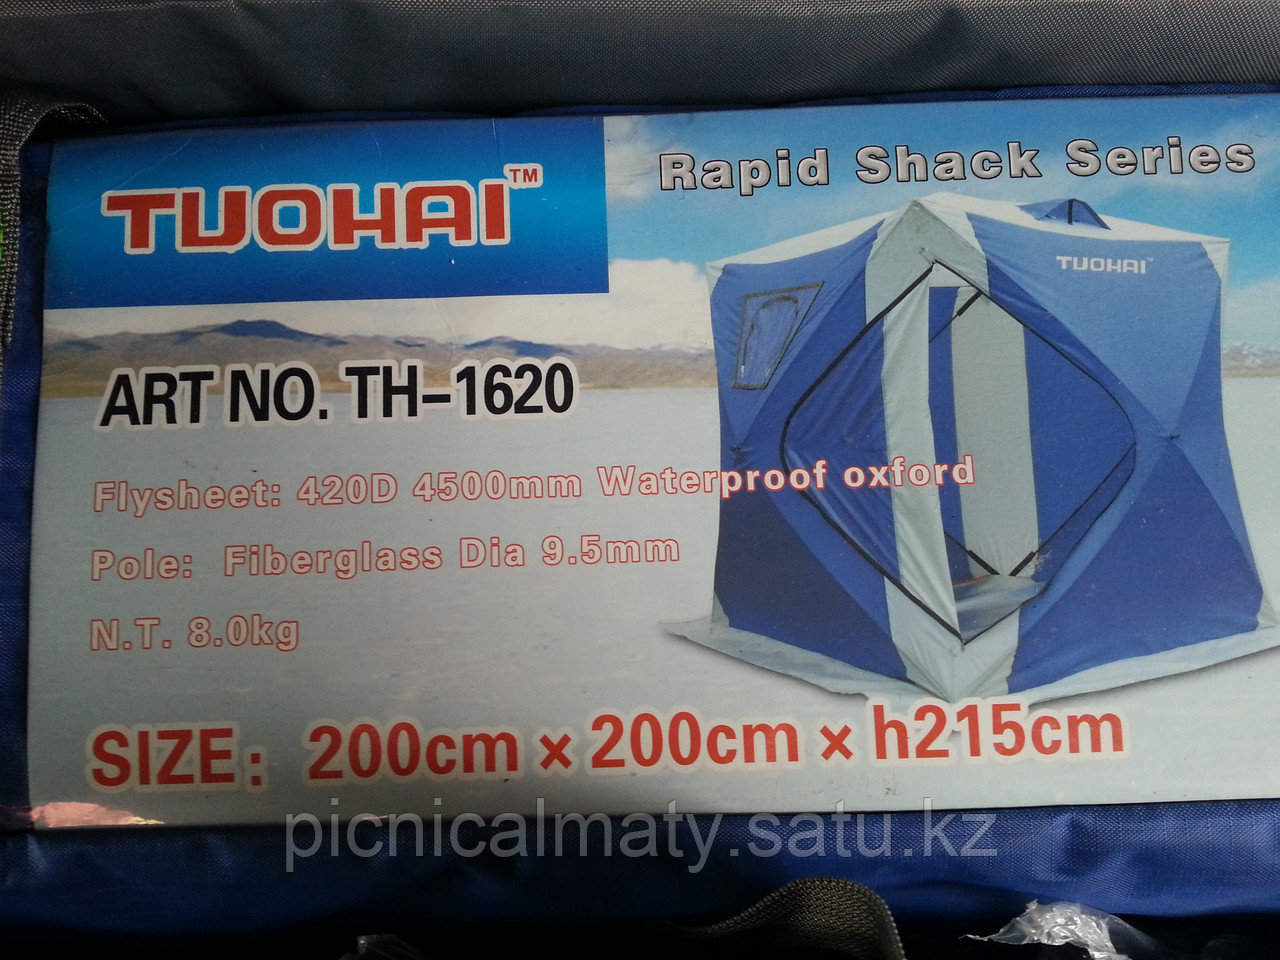 TUOHAI™
Rapid Shack Series
TUOHAI
ART NO. TH-1620
Flysheet: 420D 4500mm Waterproof oxford
Pole: Fiberglass Dia 9.5mm
N.T. 8.0kg
SIZE: 200cm × 200cm × h215cm
picnicalmaty.satu.kz